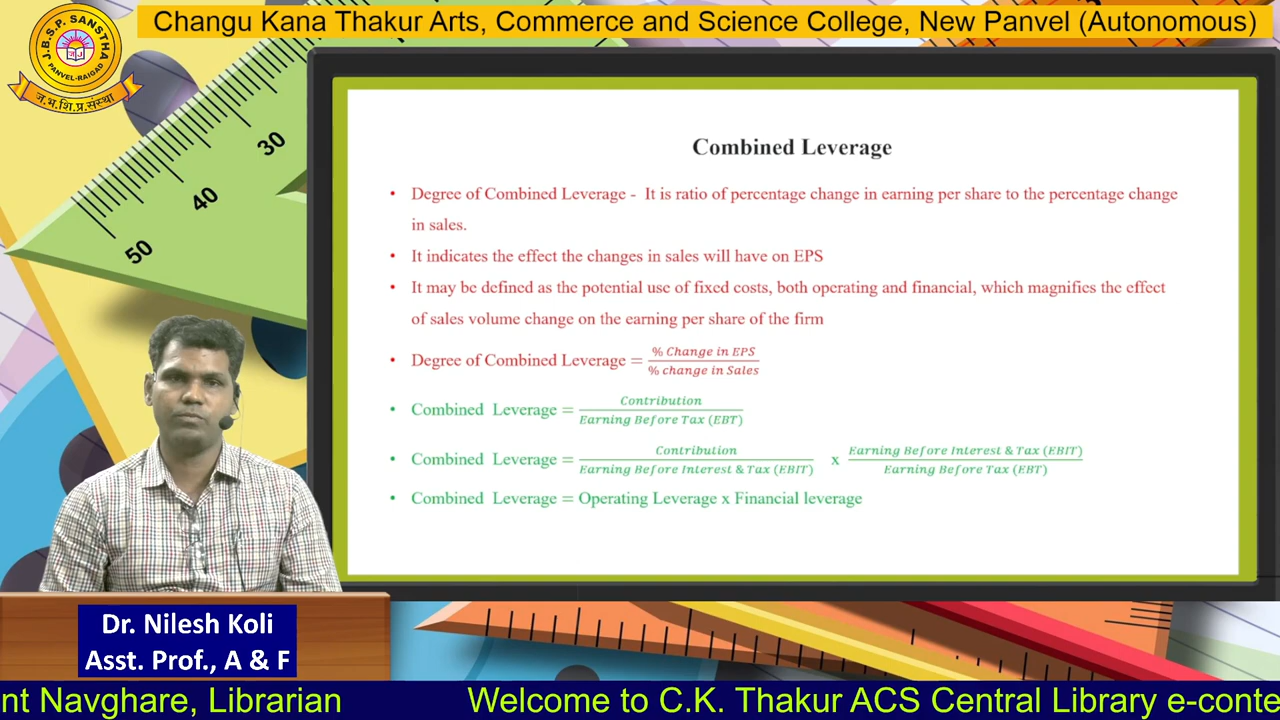 Changu Kana Thakur Arts, Commerce and Science College, New Panvel (Autonomous)
J.B.S.P. SANSTHA
PANVEL-RAIGAD
ज.भ.शि.प्र.संस्था
30
40
50
Combined Leverage
• Degree of Combined Leverage - It is ratio of percentage change in earning per share to the percentage change
in sales.
• It indicates the effect the changes in sales will have on EPS
• It may be defined as the potential use of fixed costs, both operating and financial, which magnifies the effect
of sales volume change on the earning per share of the firm
• Degree of Combined Leverage = % Change in EPS / % change in Sales
• Combined Leverage = Contribution / Earning Before Tax (EBT)
• Combined Leverage = Contribution / Earning Before Interest & Tax (EBIT) x Earning Before Interest & Tax (EBIT) / Earning Before Tax (EBT)
• Combined Leverage = Operating Leverage x Financial leverage
Dr. Nilesh Koli
Asst. Prof., A & F
nt Navghare, Librarian Welcome to C.K. Thakur ACS Central Library e-conte